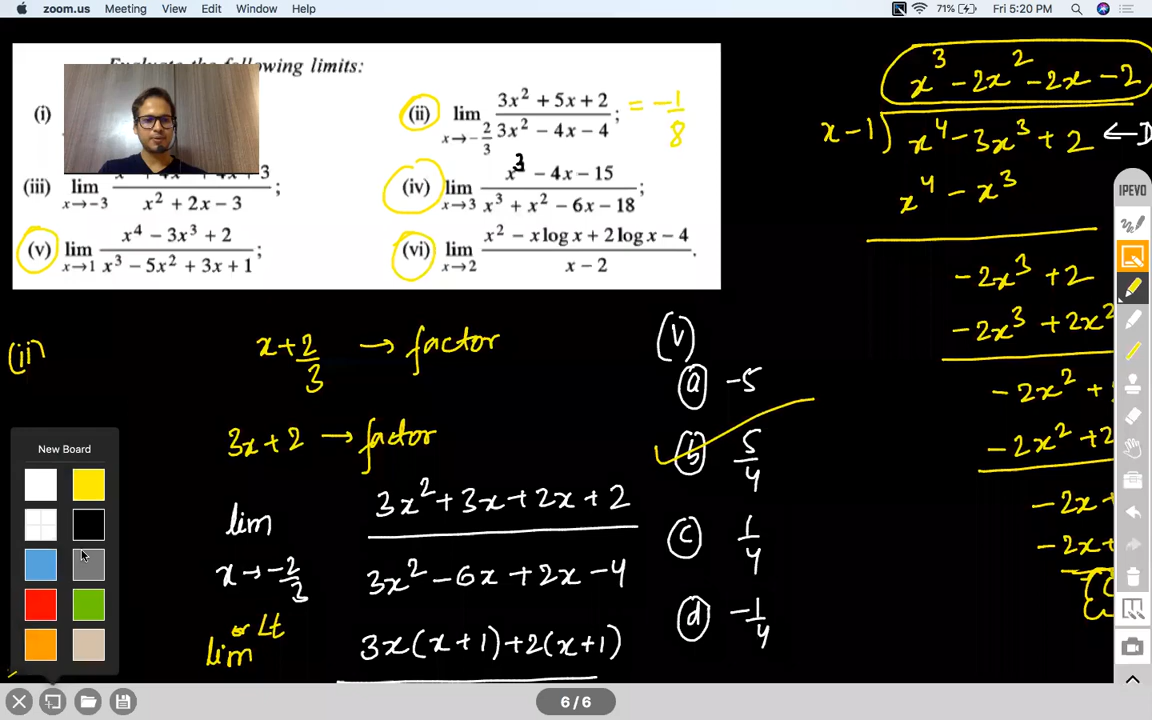 zoom.us Meeting View Edit Window Help 71% Fri 5:20 PM
following limits:
(i)
(ii) lim x→-2/3 (3x² + 5x + 2)/(3x² - 4x - 4); = -1/8
(iii) lim x→-3 /(x² + 2x - 3);
(iv) lim x→3 (x³ - 4x - 15)/(x³ + x² - 6x - 18);
(v) lim x→1 (x⁴ - 3x³ + 2)/(x³ - 5x² + 3x + 1);
(vi) lim x→2 (x² - x log x + 2 log x - 4)/(x - 2).
x³ - 2x² - 2x - 2
x-1) x⁴ - 3x³ + 2 ←
x⁴ - x³
-2x³ + 2
-2x³ + 2x²
-2x² +
-2x² + 2
-2x
-2x+
IPEVO
(ii) x+2/3 → factor
3x+2 → factor
lim x→-2/3 (3x² + 3x + 2x + 2)/(3x² - 6x + 2x - 4)
or Lt
lim 3x(x+1)+2(x+1)
(V)
(a) -5
(b) 5/4
(c) 1/4
(d) -1/4
New Board
6/6